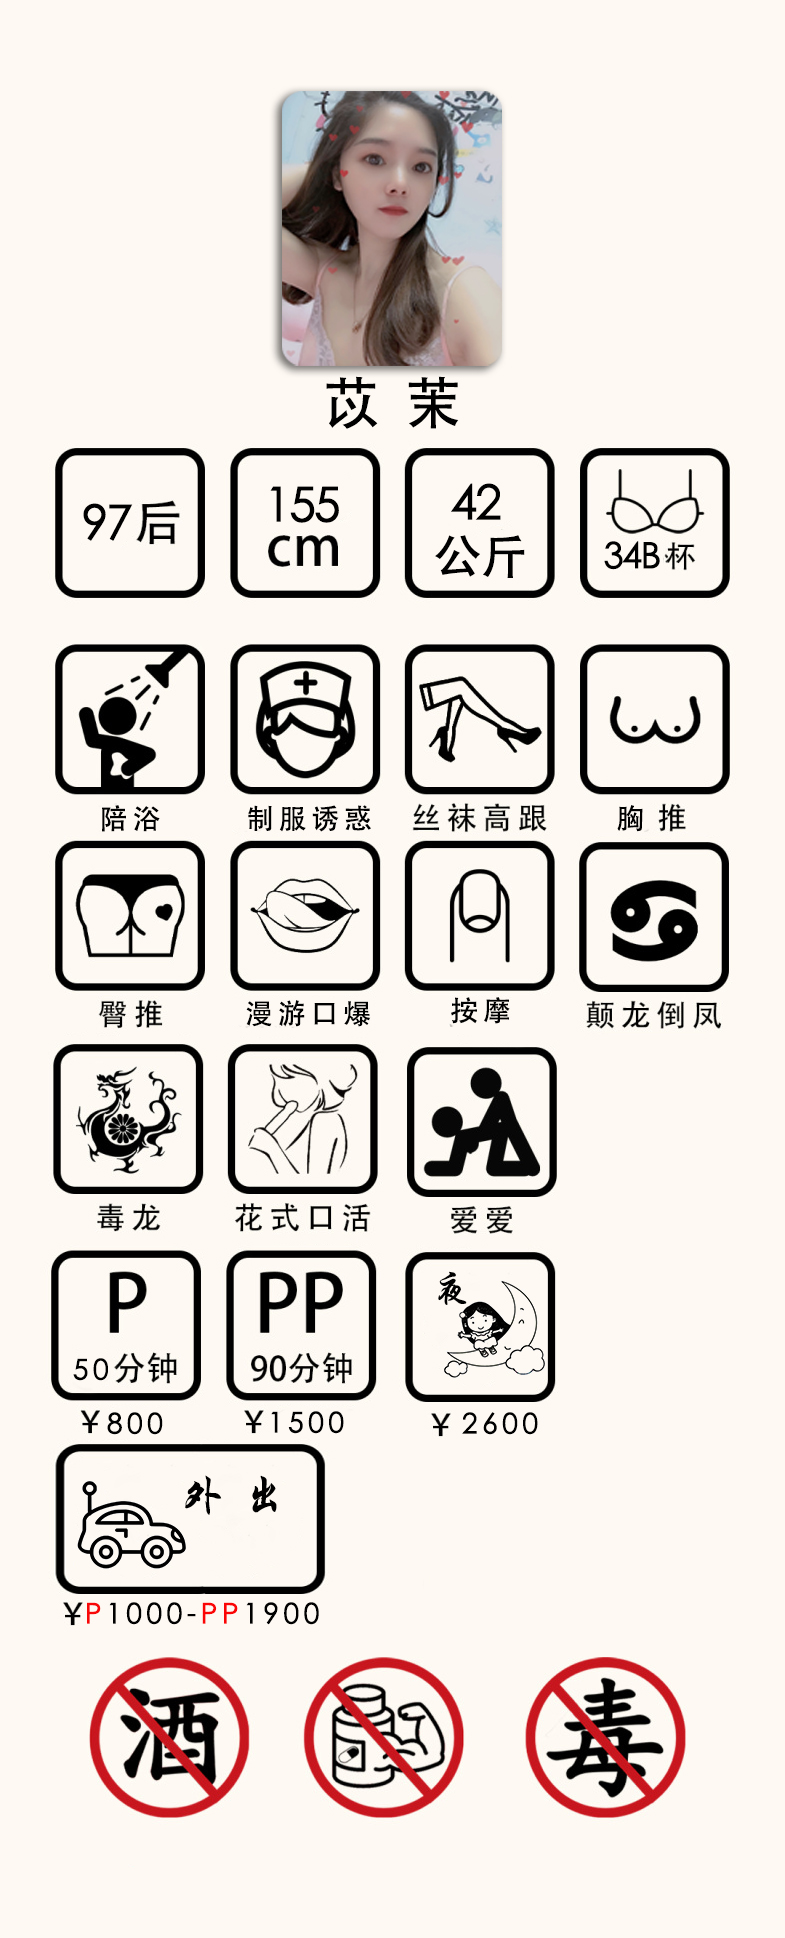 苡茉
97后
155
cm
42
公斤
34B杯
陪浴
制服诱惑
丝袜高跟
胸推
臀推
漫游口爆
按摩
颠龙倒凤
毒龙
花式口活
爱爱
P
50分钟
PP
90分钟
夜
¥800
¥1500
¥2600
外出
¥P1000-PP1900
酒
毒